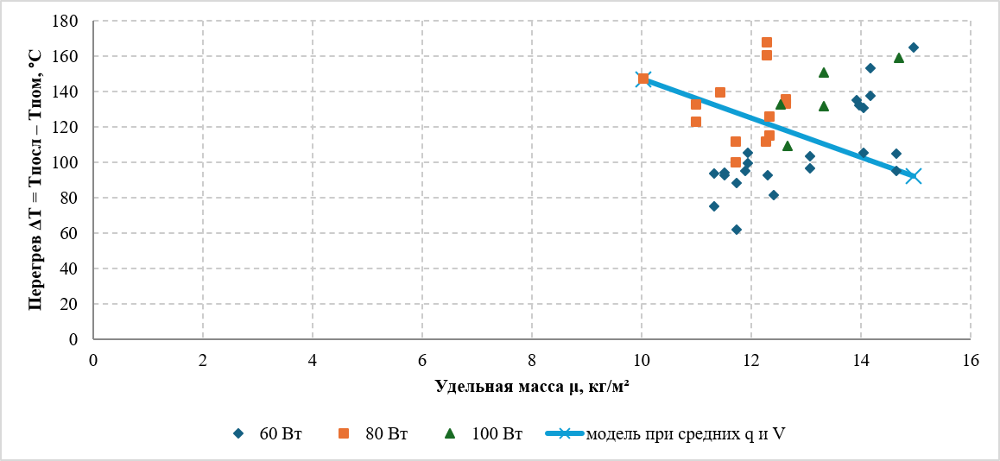 180
160
140
120
100
80
60
40
20
0
Перегрев ΔT = Tпосл – Tпом, °C
0 2 4 6 8 10 12 14 16
Удельная масса μ, кг/м²
60 Вт 80 Вт 100 Вт модель при средних q и V